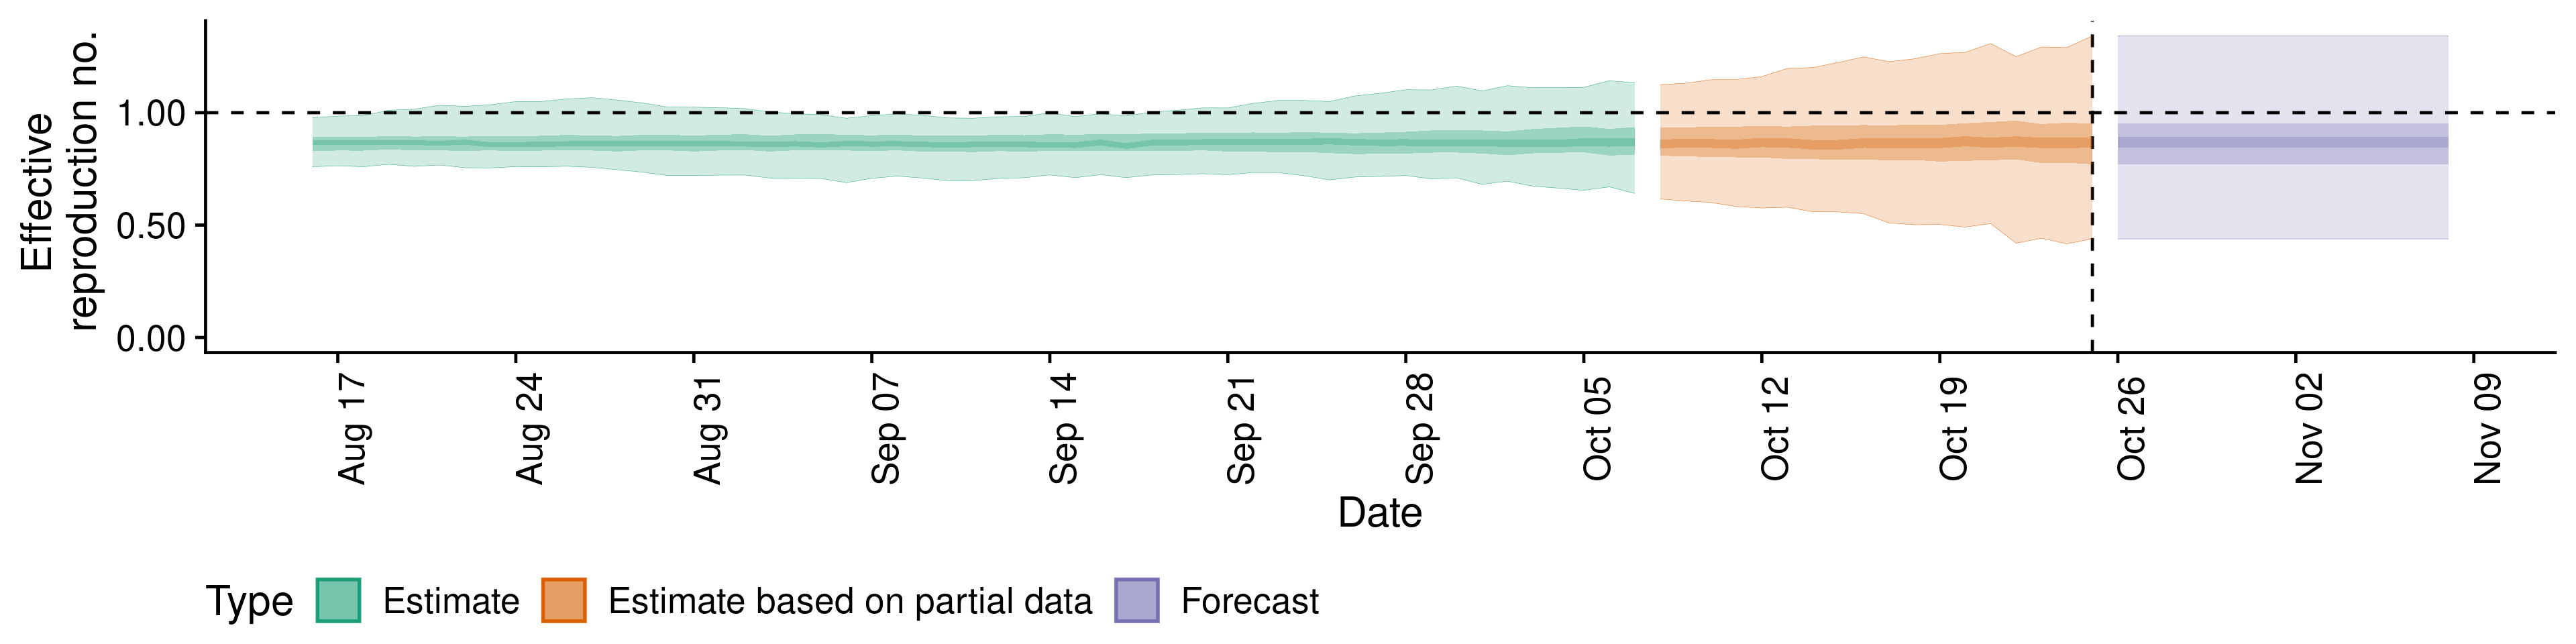 Effective
reproduction no.
1.00
0.50
0.00
Aug 17
Aug 24
Aug 31
Sep 07
Sep 14
Sep 21
Sep 28
Oct 05
Oct 12
Oct 19
Oct 26
Nov 02
Nov 09
Date
Type Estimate Estimate based on partial data Forecast